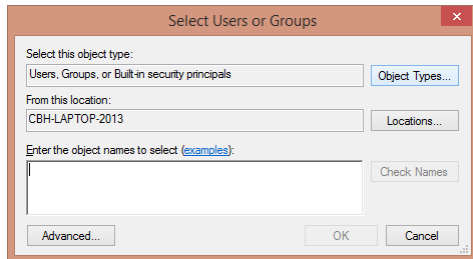 Select Users or Groups
Select this object type:
Users, Groups, or Built-in security principals
Object Types...
From this location:
CBH-LAPTOP-2013
Locations...
Enter the object names to select (examples):
Check Names
Advanced...
OK
Cancel